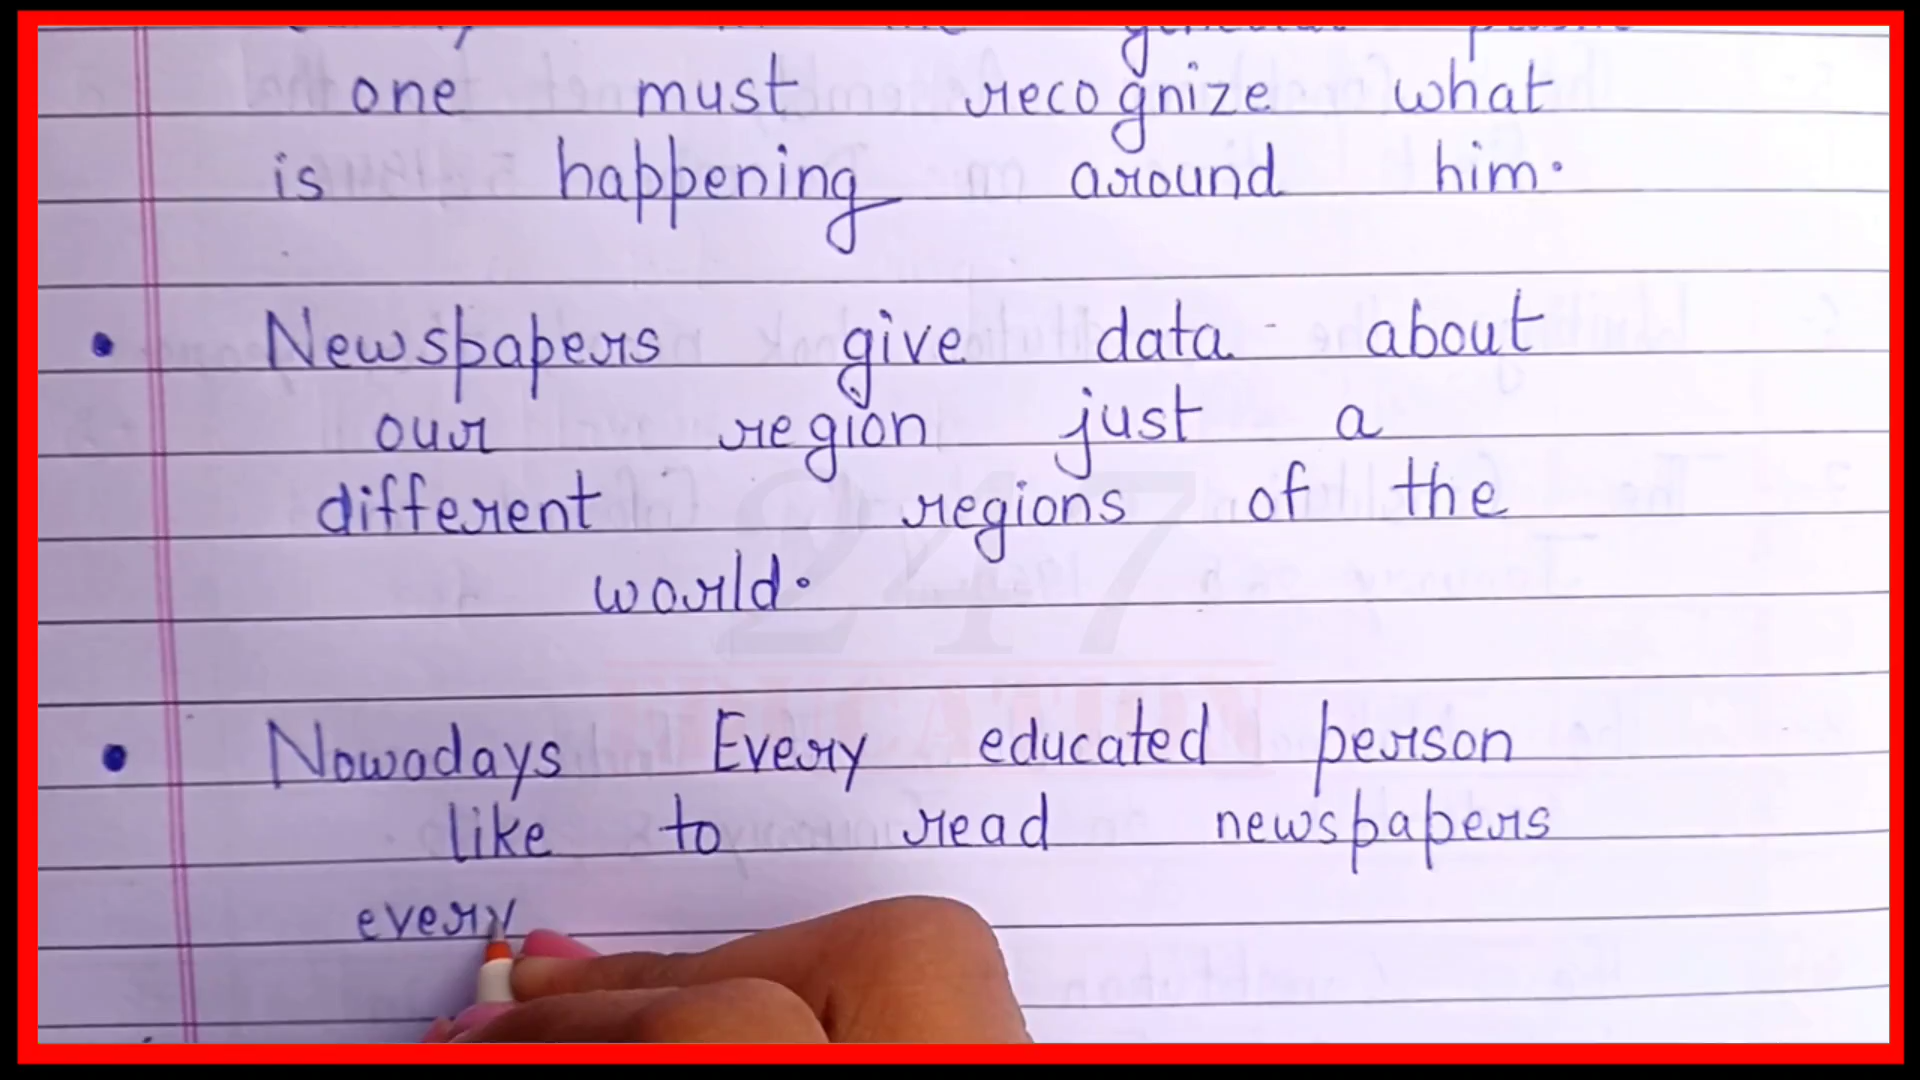 one must recognize what
is happening around him.
• Newspapers give data about
our region just a
different regions of the
world.
• Nowadays Every educated person
like to read newspapers
every
247